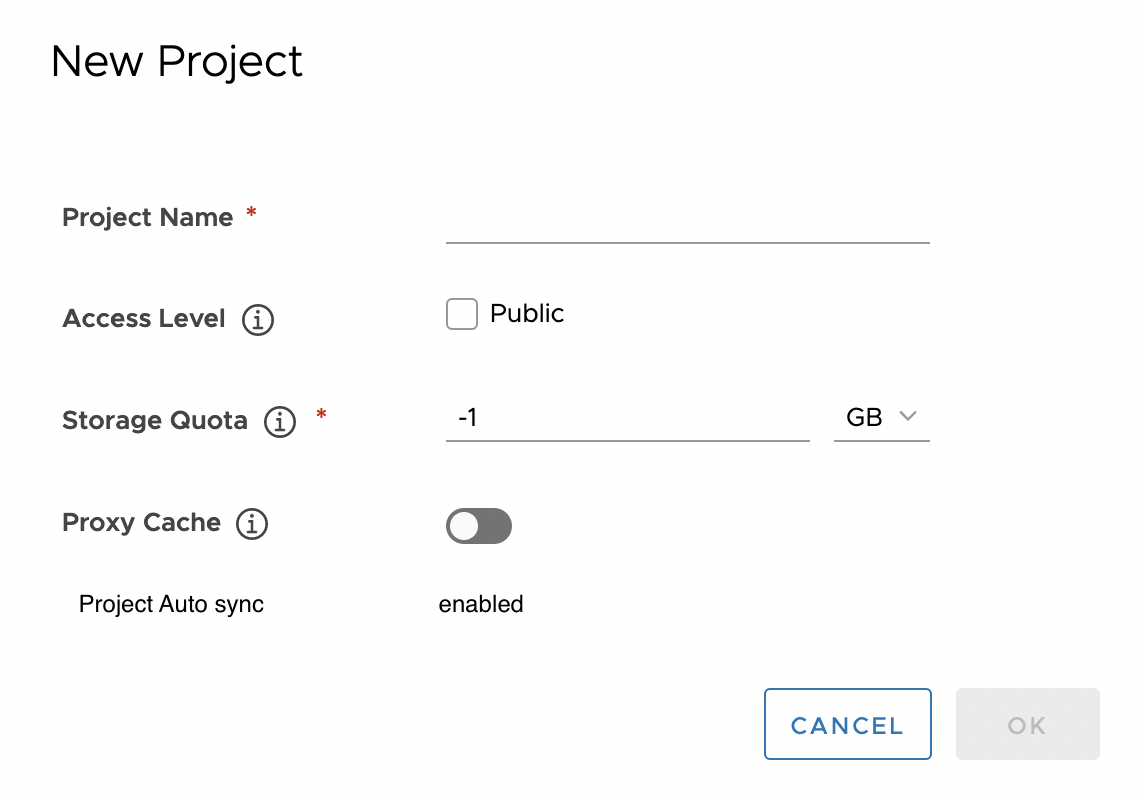 New Project
Project Name *
Access Level Public
Storage Quota * -1 GB
Proxy Cache
Project Auto sync enabled
CANCEL OK